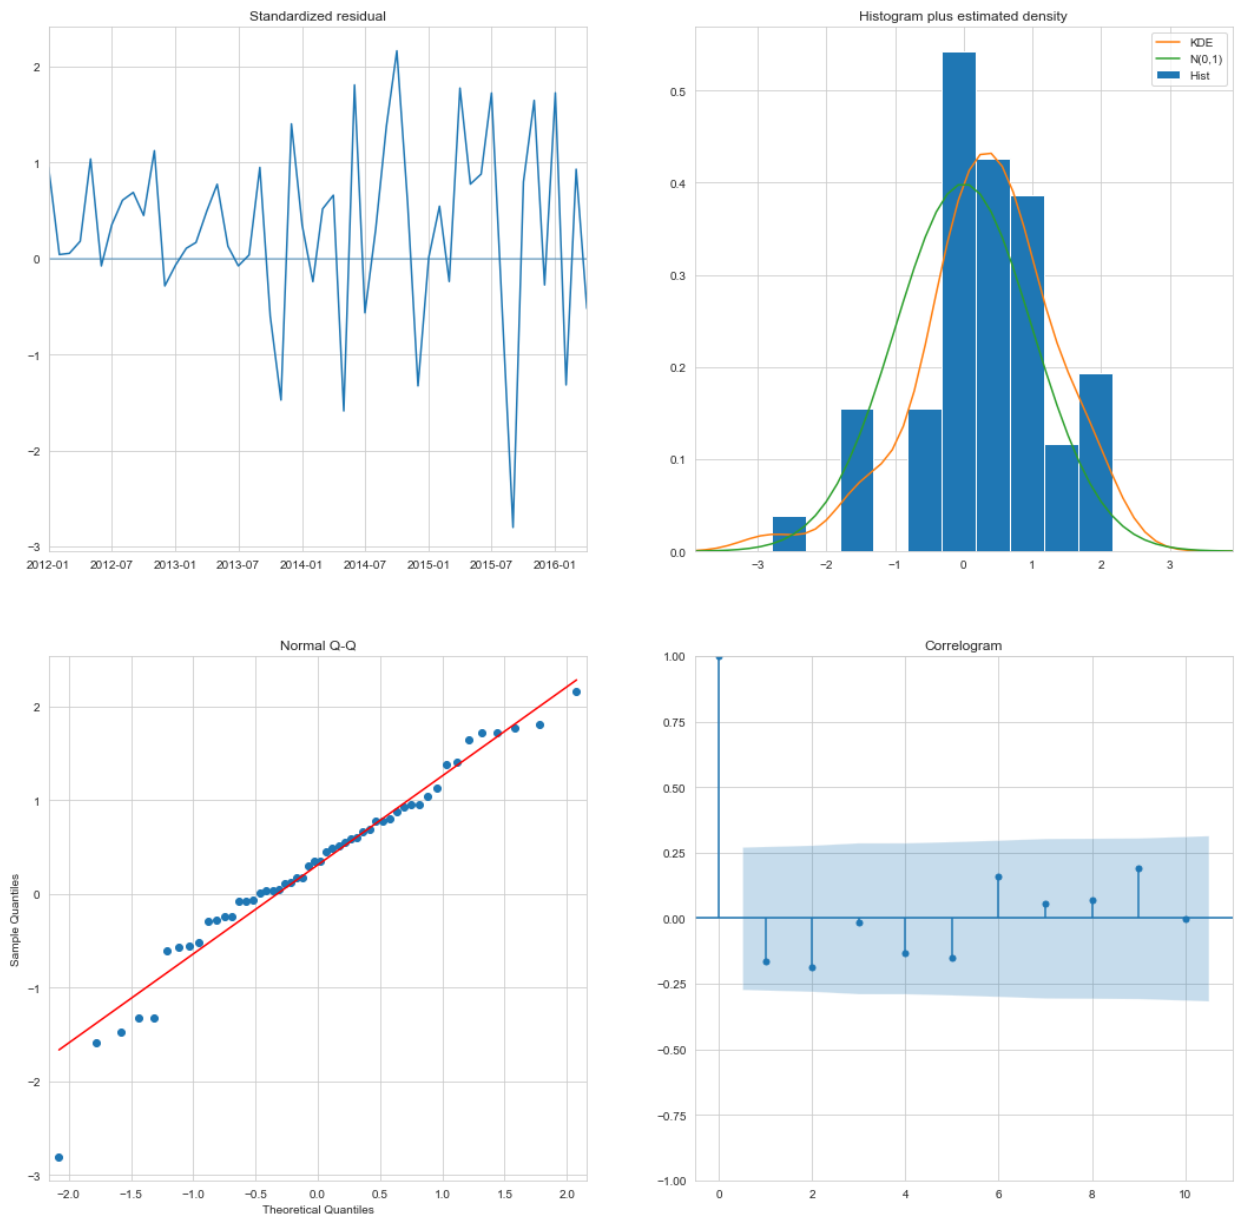 Standardized residual
2
1
0
−1
−2
−3
2012-01 2012-07 2013-01 2013-07 2014-01 2014-07 2015-01 2015-07 2016-01
Histogram plus estimated density
KDE
N(0,1)
Hist
0.5
0.4
0.3
0.2
0.1
0.0
−3 −2 −1 0 1 2 3
Normal Q-Q
Sample Quantiles
2
1
0
−1
−2
−3
−2.0 −1.5 −1.0 −0.5 0.0 0.5 1.0 1.5 2.0
Theoretical Quantiles
Correlogram
1.00
0.75
0.50
0.25
0.00
−0.25
−0.50
−0.75
−1.00
0 2 4 6 8 10